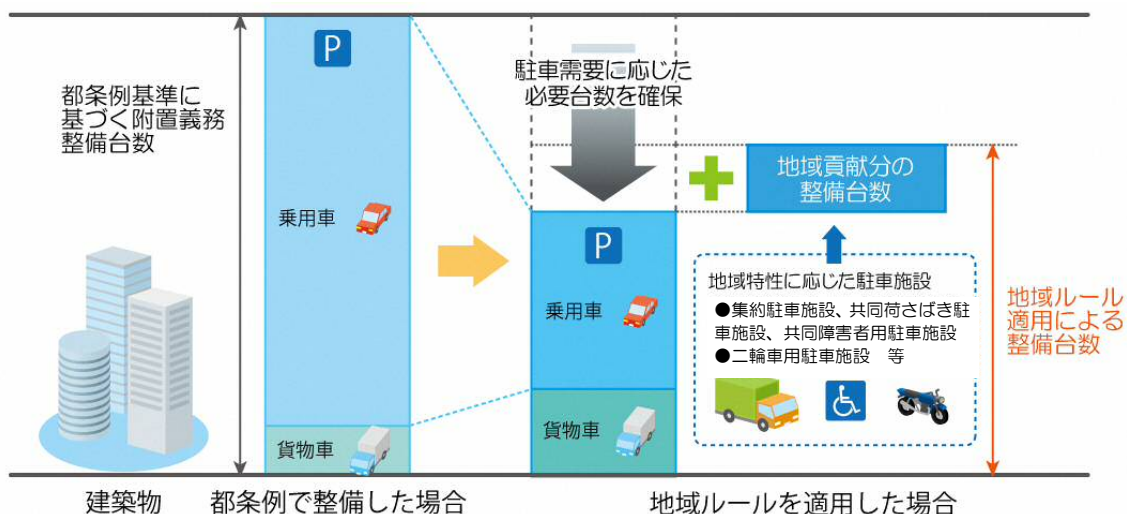 都条例基準に
基づく附置義務
整備台数
P
乗用車
貨物車
駐車需要に応じた
必要台数を確保
P
乗用車
貨物車
地域貢献分の
整備台数
地域特性に応じた駐車施設
●集約駐車施設、共同荷さばき駐
車施設、共同障害者用駐車施設
●二輪車用駐車施設　等
地域ルール
適用による
整備台数
建築物
都条例で整備した場合
地域ルールを適用した場合